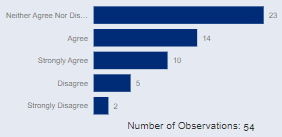 Neither Agree Nor Dis... 23
Agree 14
Strongly Agree 10
Disagree 5
Strongly Disagree 2
Number of Observations: 54